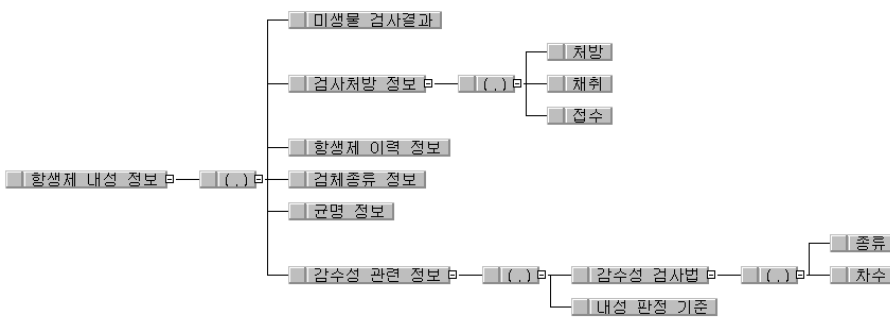 미생물 검사결과
처방
검사처방 정보 (,) 채취
접수
항생제 이력 정보
항생제 내성 정보 (,) 검체종류 정보
균명 정보
종류
감수성 관련 정보 (,) 감수성 검사법 (,) 차수
내성 판정 기준